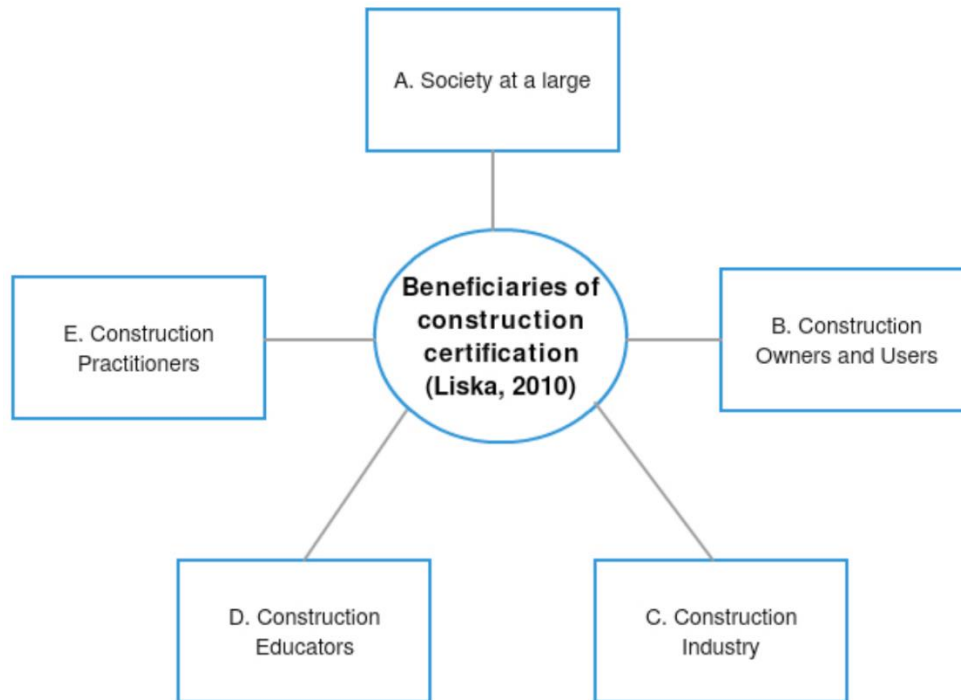 A. Society at a large
Beneficiaries of
construction
certification
(Liska, 2010)
B. Construction
Owners and Users
C. Construction
Industry
D. Construction
Educators
E. Construction
Practitioners